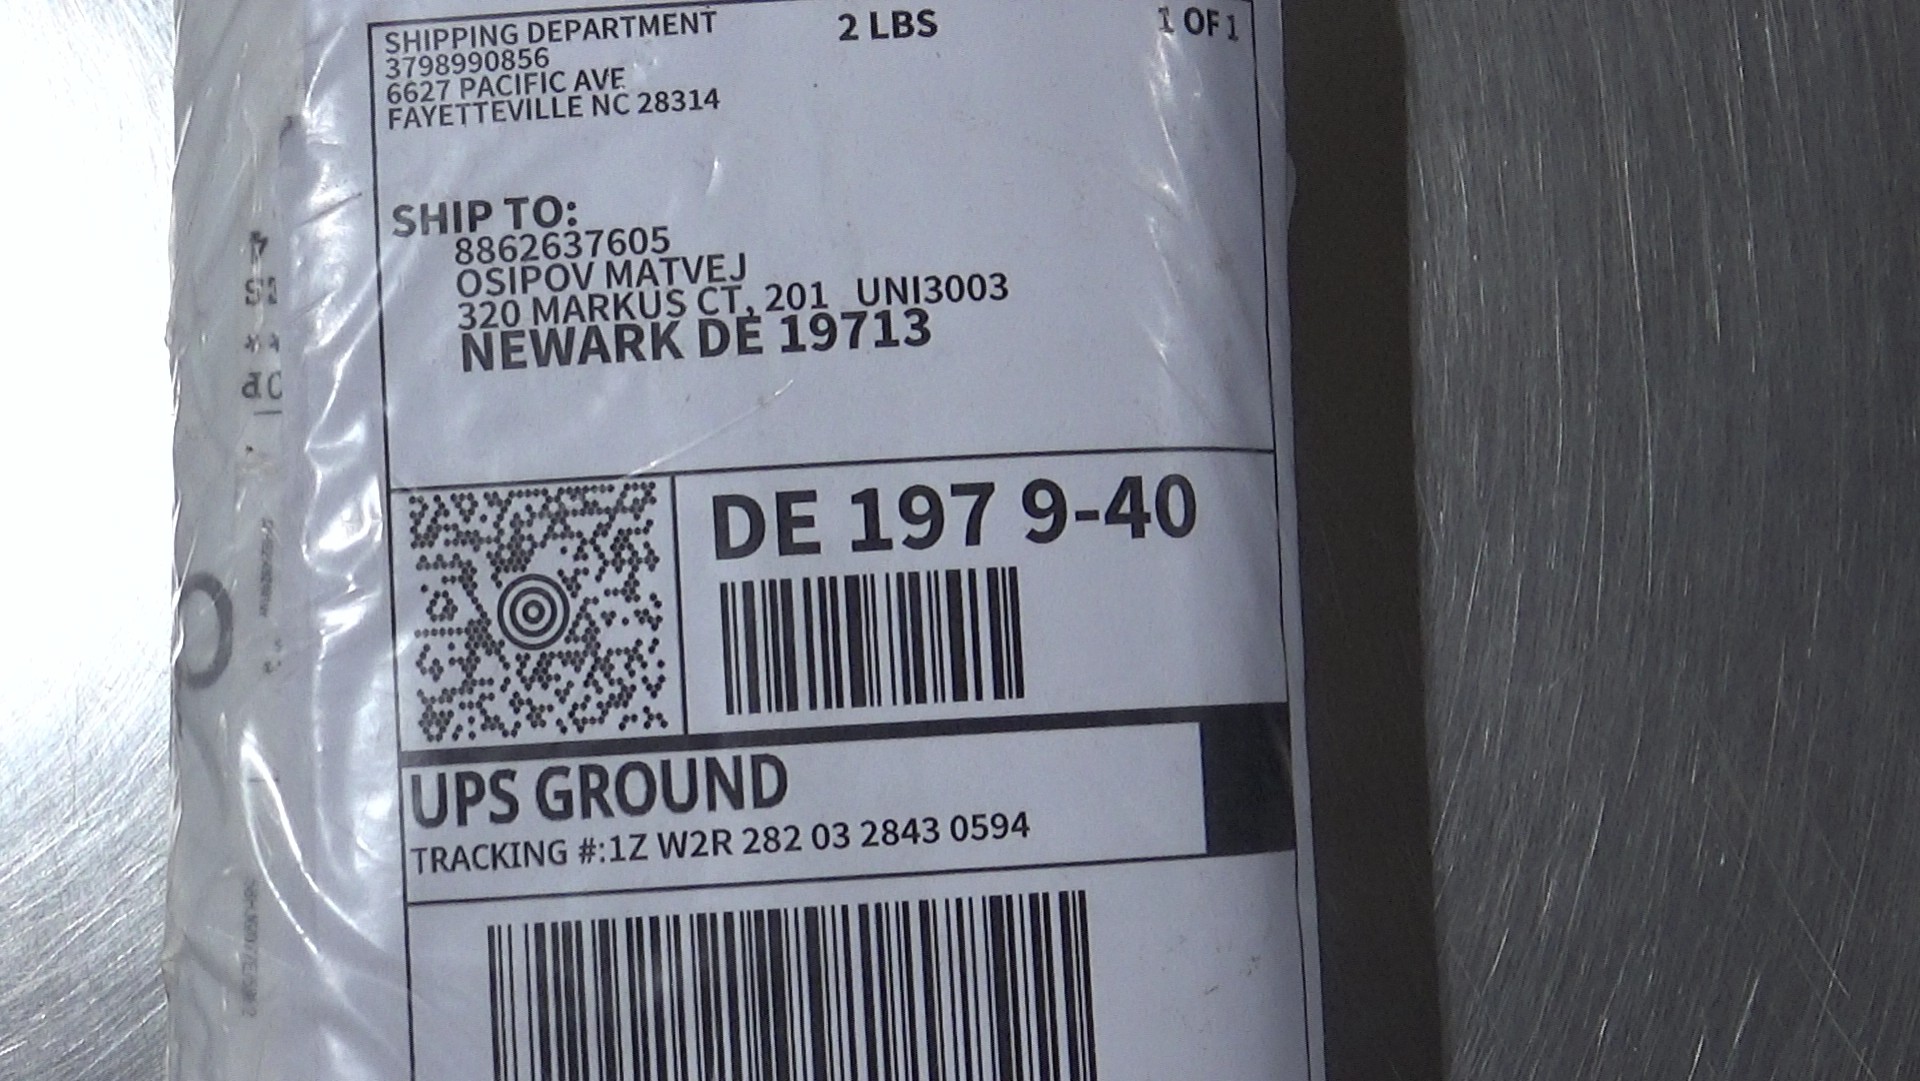 SHIPPING DEPARTMENT
3798990856
6627 PACIFIC AVE
FAYETTEVILLE NC 28314
2 LBS
1 OF 1
SHIP TO:
8862637605
OSIPOV MATVEJ
320 MARKUS CT, 201 UNI3003
NEWARK DE 19713
DE 197 9-40
UPS GROUND
TRACKING #:1Z W2R 282 03 2843 0594